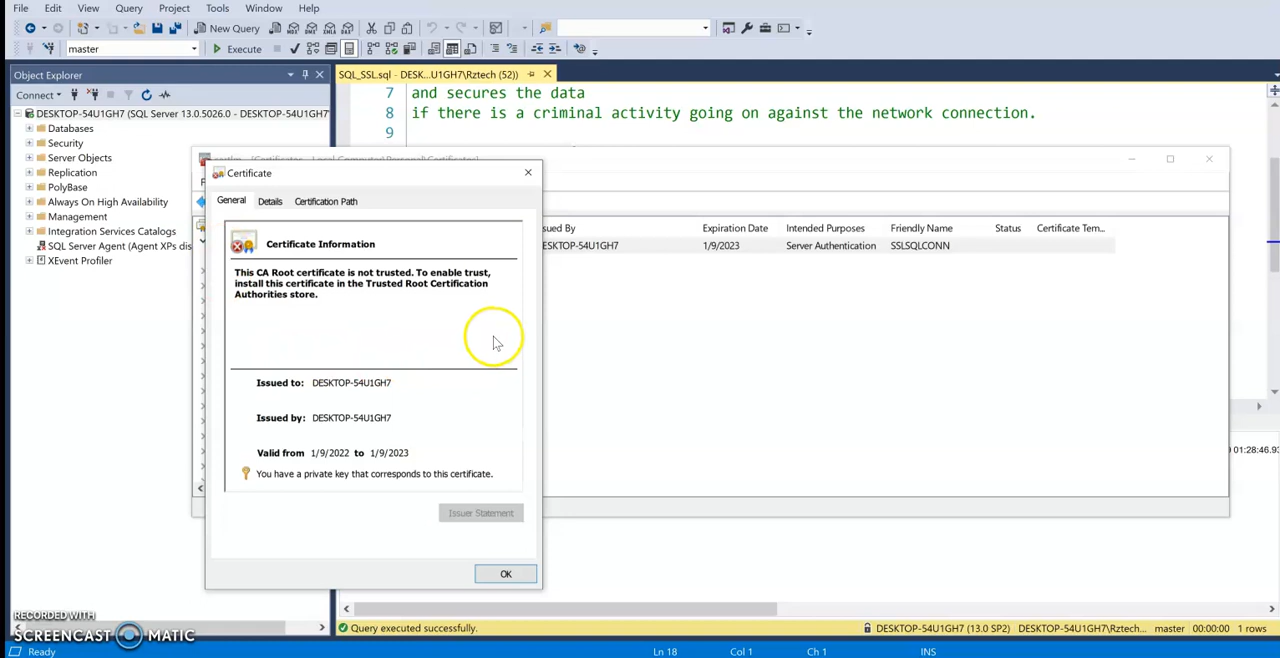 File Edit View Query Project Tools Window Help
New Query
master Execute
Object Explorer
SQL_SSL.sql - DESK...U1GH7\Rztech (52))
Connect
DESKTOP-54U1GH7 (SQL Server 13.0.5026.0 - DESKTOP-54U1GH7\
Databases
Security
Server Objects
Replication
PolyBase
Always On High Availability
Management
Integration Services Catalogs
SQL Server Agent (Agent XPs dis
XEvent Profiler
7 and secures the data
8 if there is a criminal activity going on against the network connection.
9
Certificate
General Details Certification Path
Certificate Information
This CA Root certificate is not trusted. To enable trust,
install this certificate in the Trusted Root Certification
Authorities store.
Issued to: DESKTOP-54U1GH7
Issued by: DESKTOP-54U1GH7
Valid from 1/9/2022 to 1/9/2023
You have a private key that corresponds to this certificate.
Issuer Statement
OK
sued By Expiration Date Intended Purposes Friendly Name Status Certificate Tem...
ESKTOP-54U1GH7 1/9/2023 Server Authentication SSLSQLCONN
01:28:46.93
RECORDED WITH
SCREENCAST MATIC
Query executed successfully. DESKTOP-54U1GH7 (13.0 SP2) DESKTOP-54U1GH7\Rztech... master 00:00:00 1 rows
Ready Ln 18 Col 1 Ch 1 INS